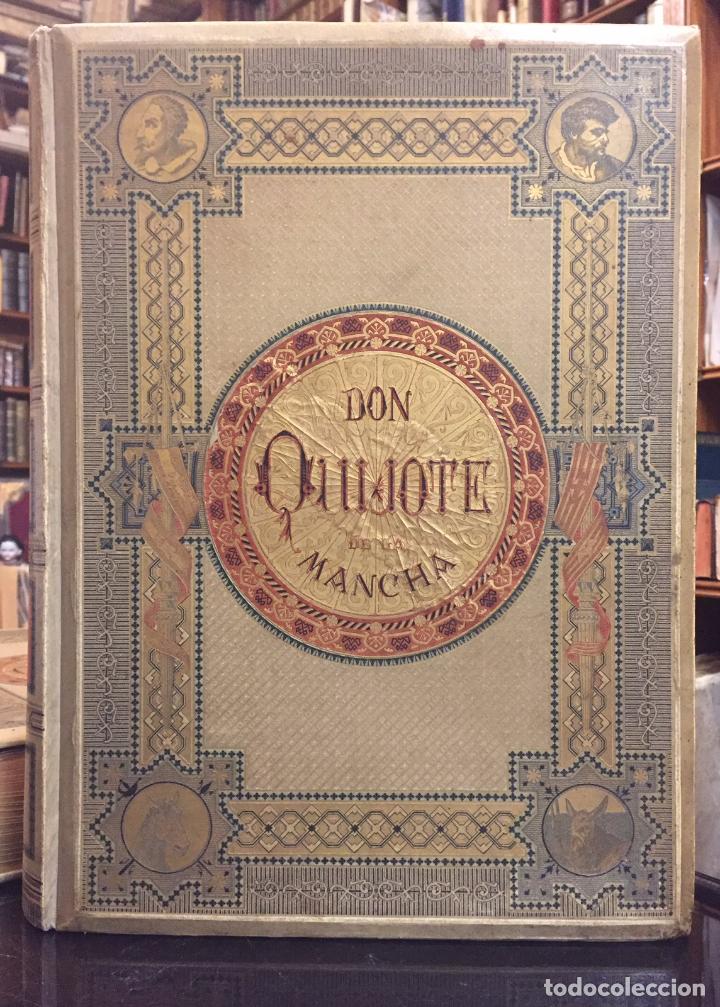 DON
QUIJOTE
DE LA
MANCHA
todocoleccion